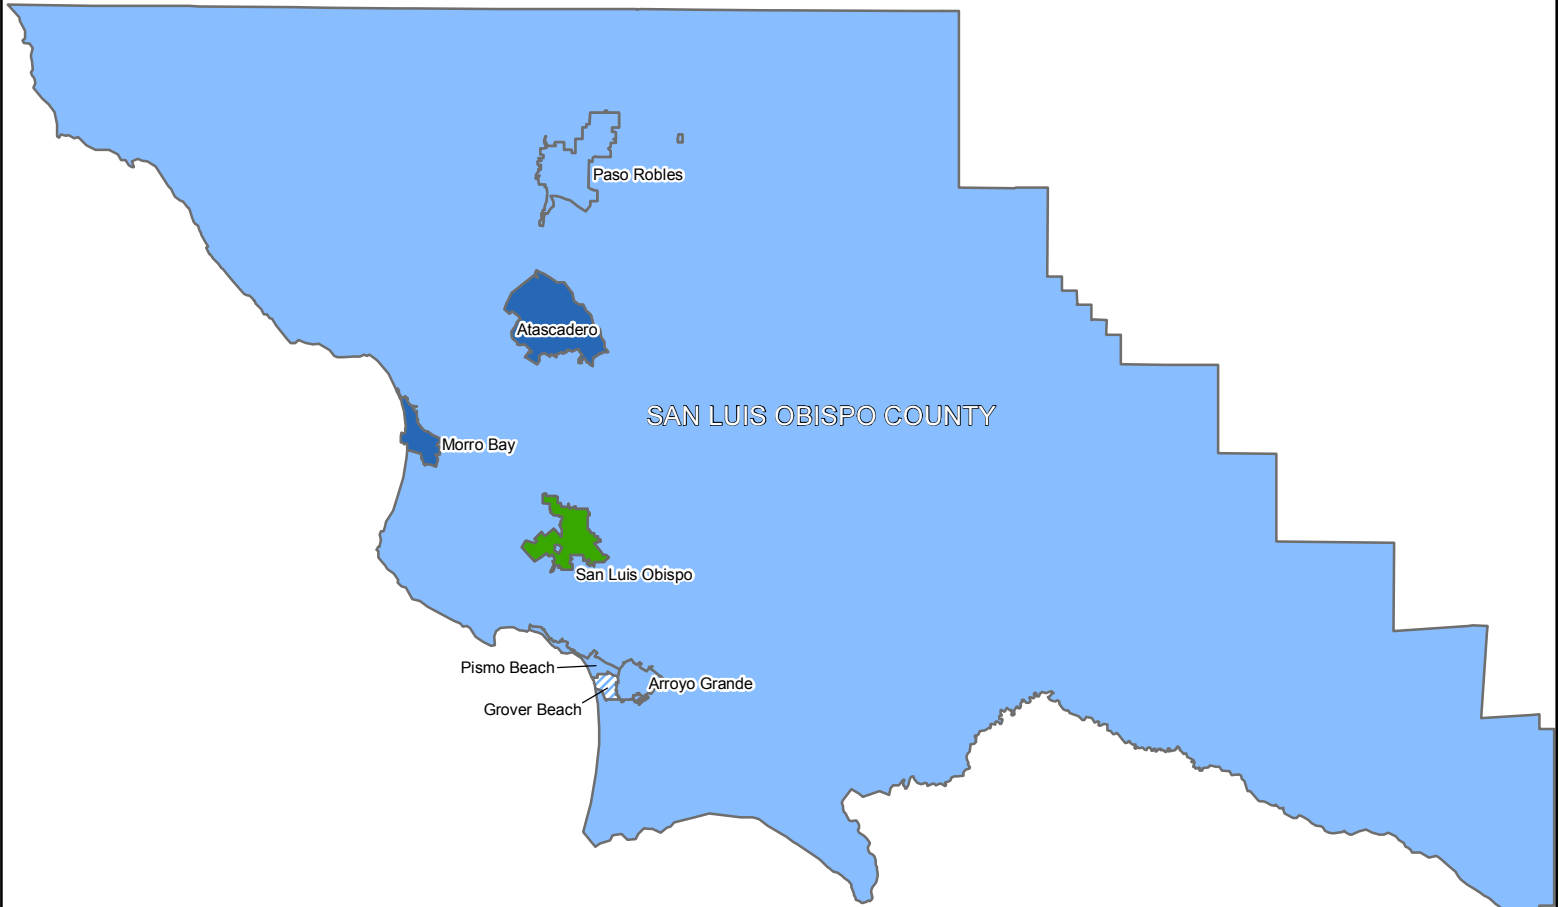 Paso Robles
Atascadero
SAN LUIS OBISPO COUNTY
Morro Bay
San Luis Obispo
Pismo Beach
Arroyo Grande
Grover Beach